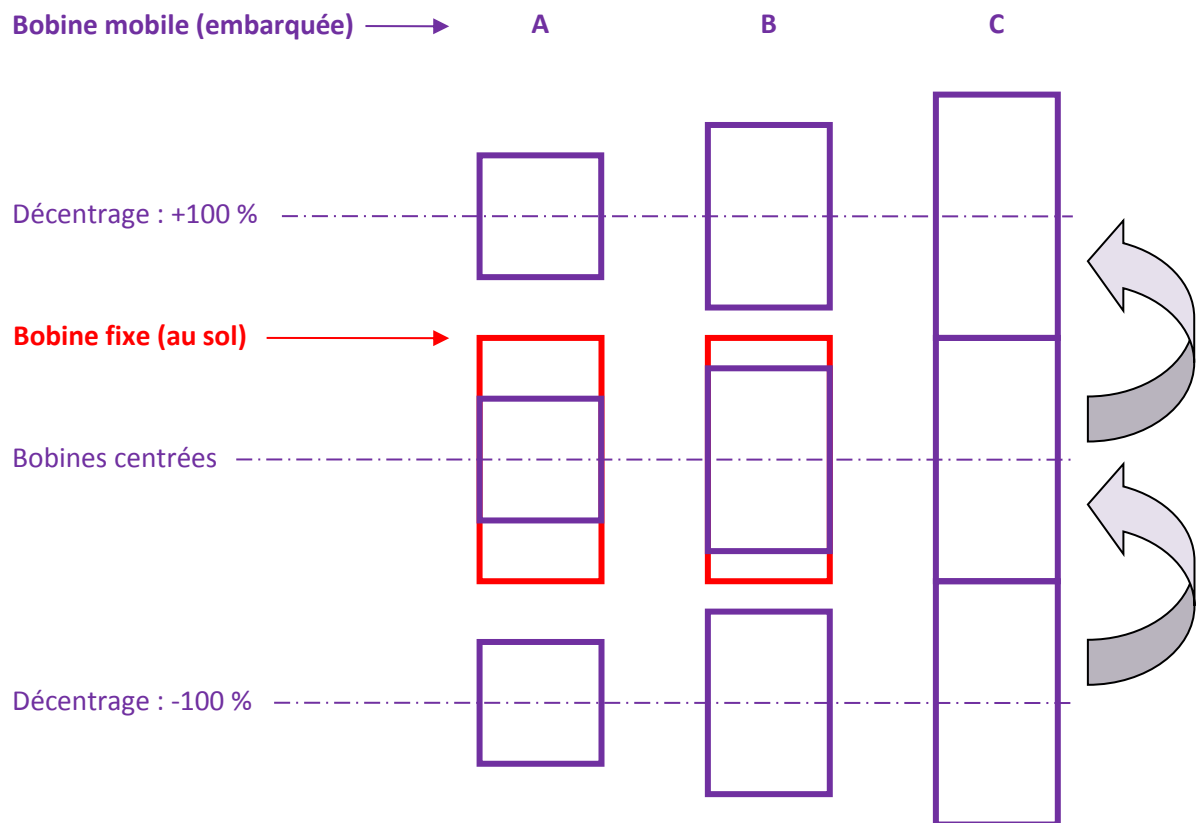 Bobine mobile (embarquée) A B C
Décentrage : +100 %
Bobine fixe (au sol)
Bobines centrées
Décentrage : -100 %